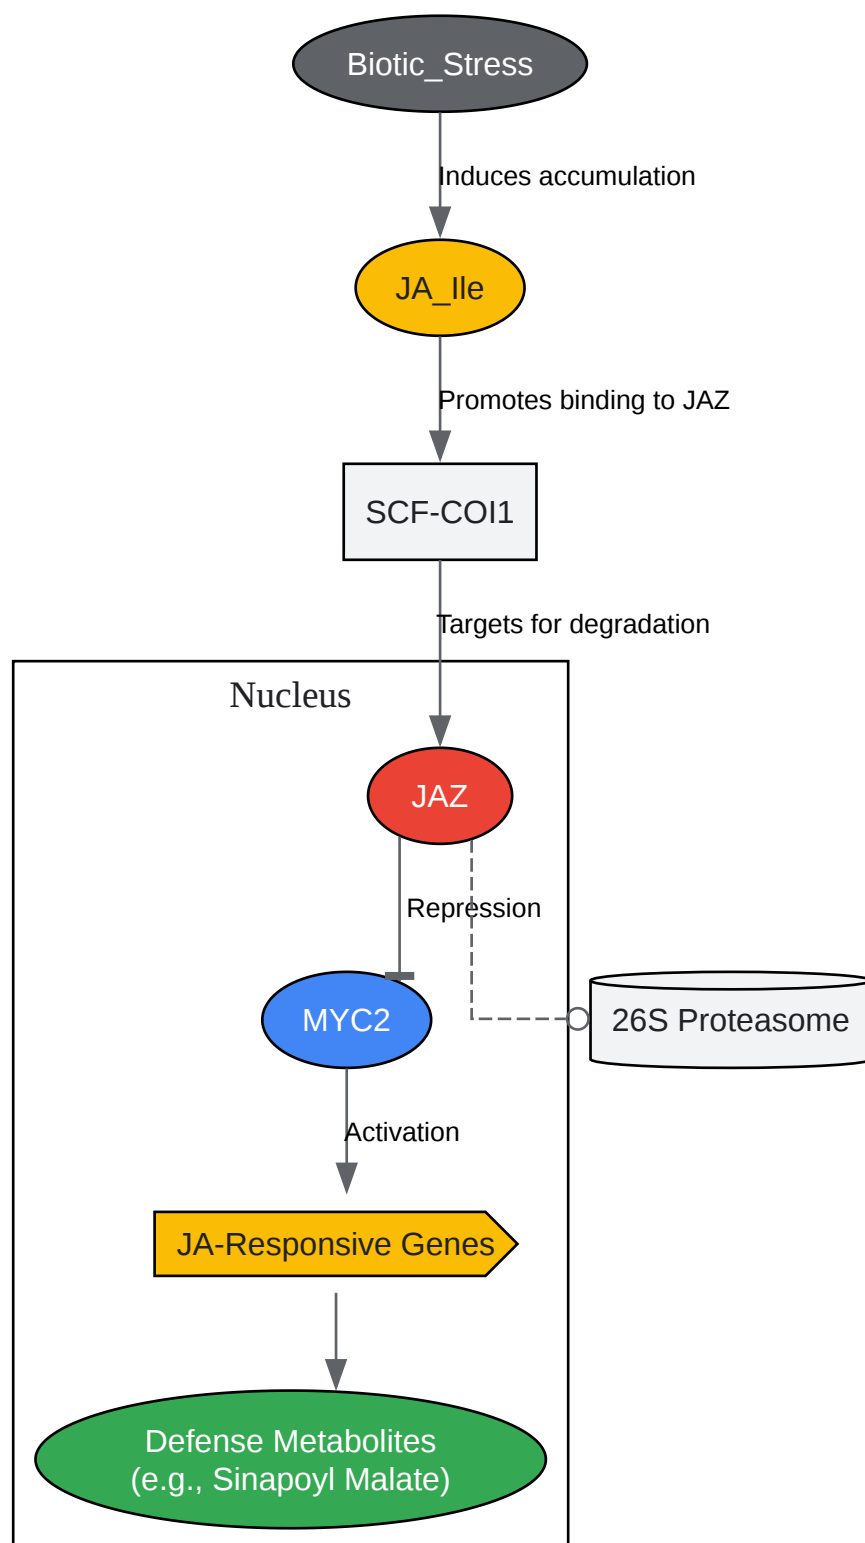 Biotic_Stress
Induces accumulation
JA_Ile
Promotes binding to JAZ
SCF-COI1
Targets for degradation
Nucleus
JAZ
Repression
MYC2
26S Proteasome
Activation
JA-Responsive Genes
Defense Metabolites
(e.g., Sinapoyl Malate)